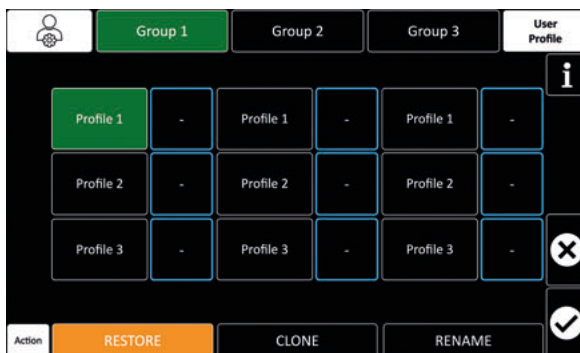 Group 1
Group 2
Group 3
User
Profile
i
Profile 1
-
Profile 1
-
Profile 1
-
Profile 2
-
Profile 2
-
Profile 2
-
Profile 3
-
Profile 3
-
Profile 3
-
Action
RESTORE
CLONE
RENAME